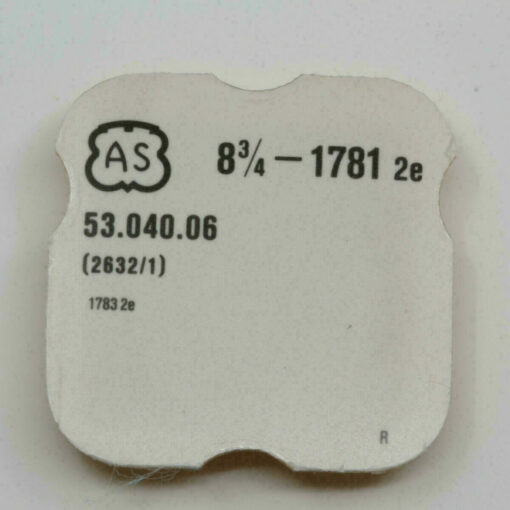 AS 8¾ – 1781 2e
53.040.06
(2632/1)
1783 2e
R